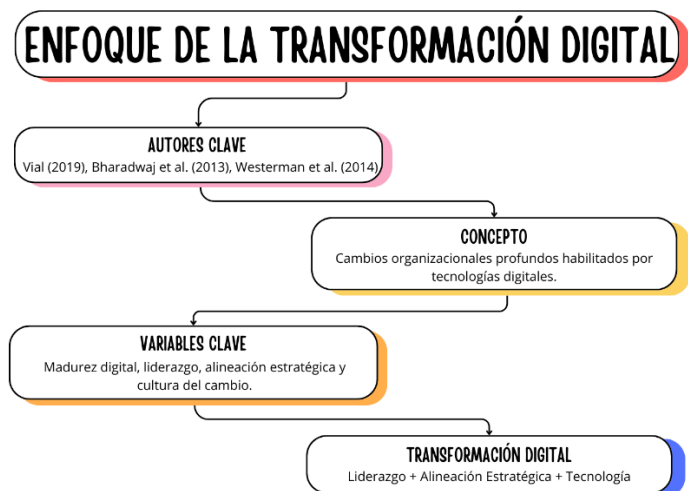 ENFOQUE DE LA TRANSFORMACIÓN DIGITAL
AUTORES CLAVE
Vial (2019), Bharadwaj et al. (2013), Westerman et al. (2014)
CONCEPTO
Cambios organizacionales profundos habilitados por
tecnologías digitales.
VARIABLES CLAVE
Madurez digital, liderazgo, alineación estratégica y
cultura del cambio.
TRANSFORMACIÓN DIGITAL
Liderazgo + Alineación Estratégica + Tecnología